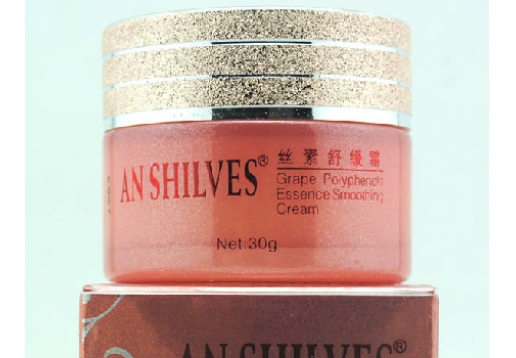 AN SHILVES®
丝素舒缓霜
Grape Polyphenols
Essence Smoothing
Cream
Net:30g
AN SHILVES®